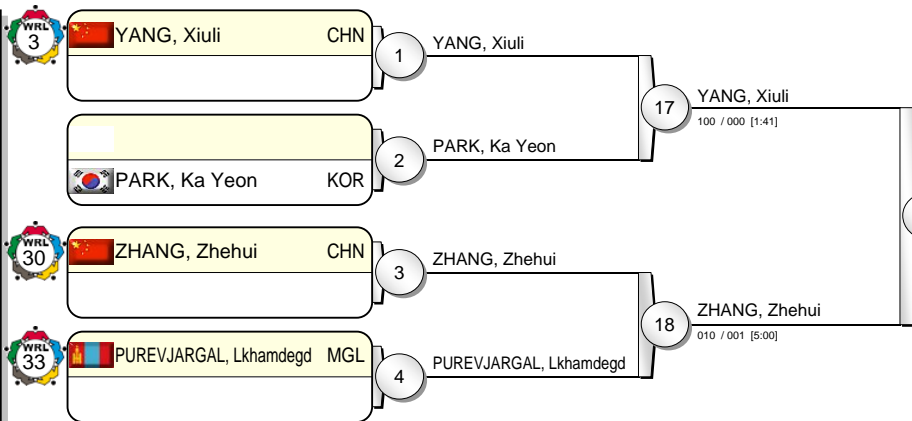 WRL
3
YANG, Xiuli CHN
1
YANG, Xiuli
17
YANG, Xiuli
100 / 000 [1:41]
PARK, Ka Yeon KOR
2
PARK, Ka Yeon
WRL
30
ZHANG, Zhehui CHN
3
ZHANG, Zhehui
18
ZHANG, Zhehui
010 / 001 [5:00]
WRL
33
PUREVJARGAL, Lkhamdegd MGL
4
PUREVJARGAL, Lkhamdegd